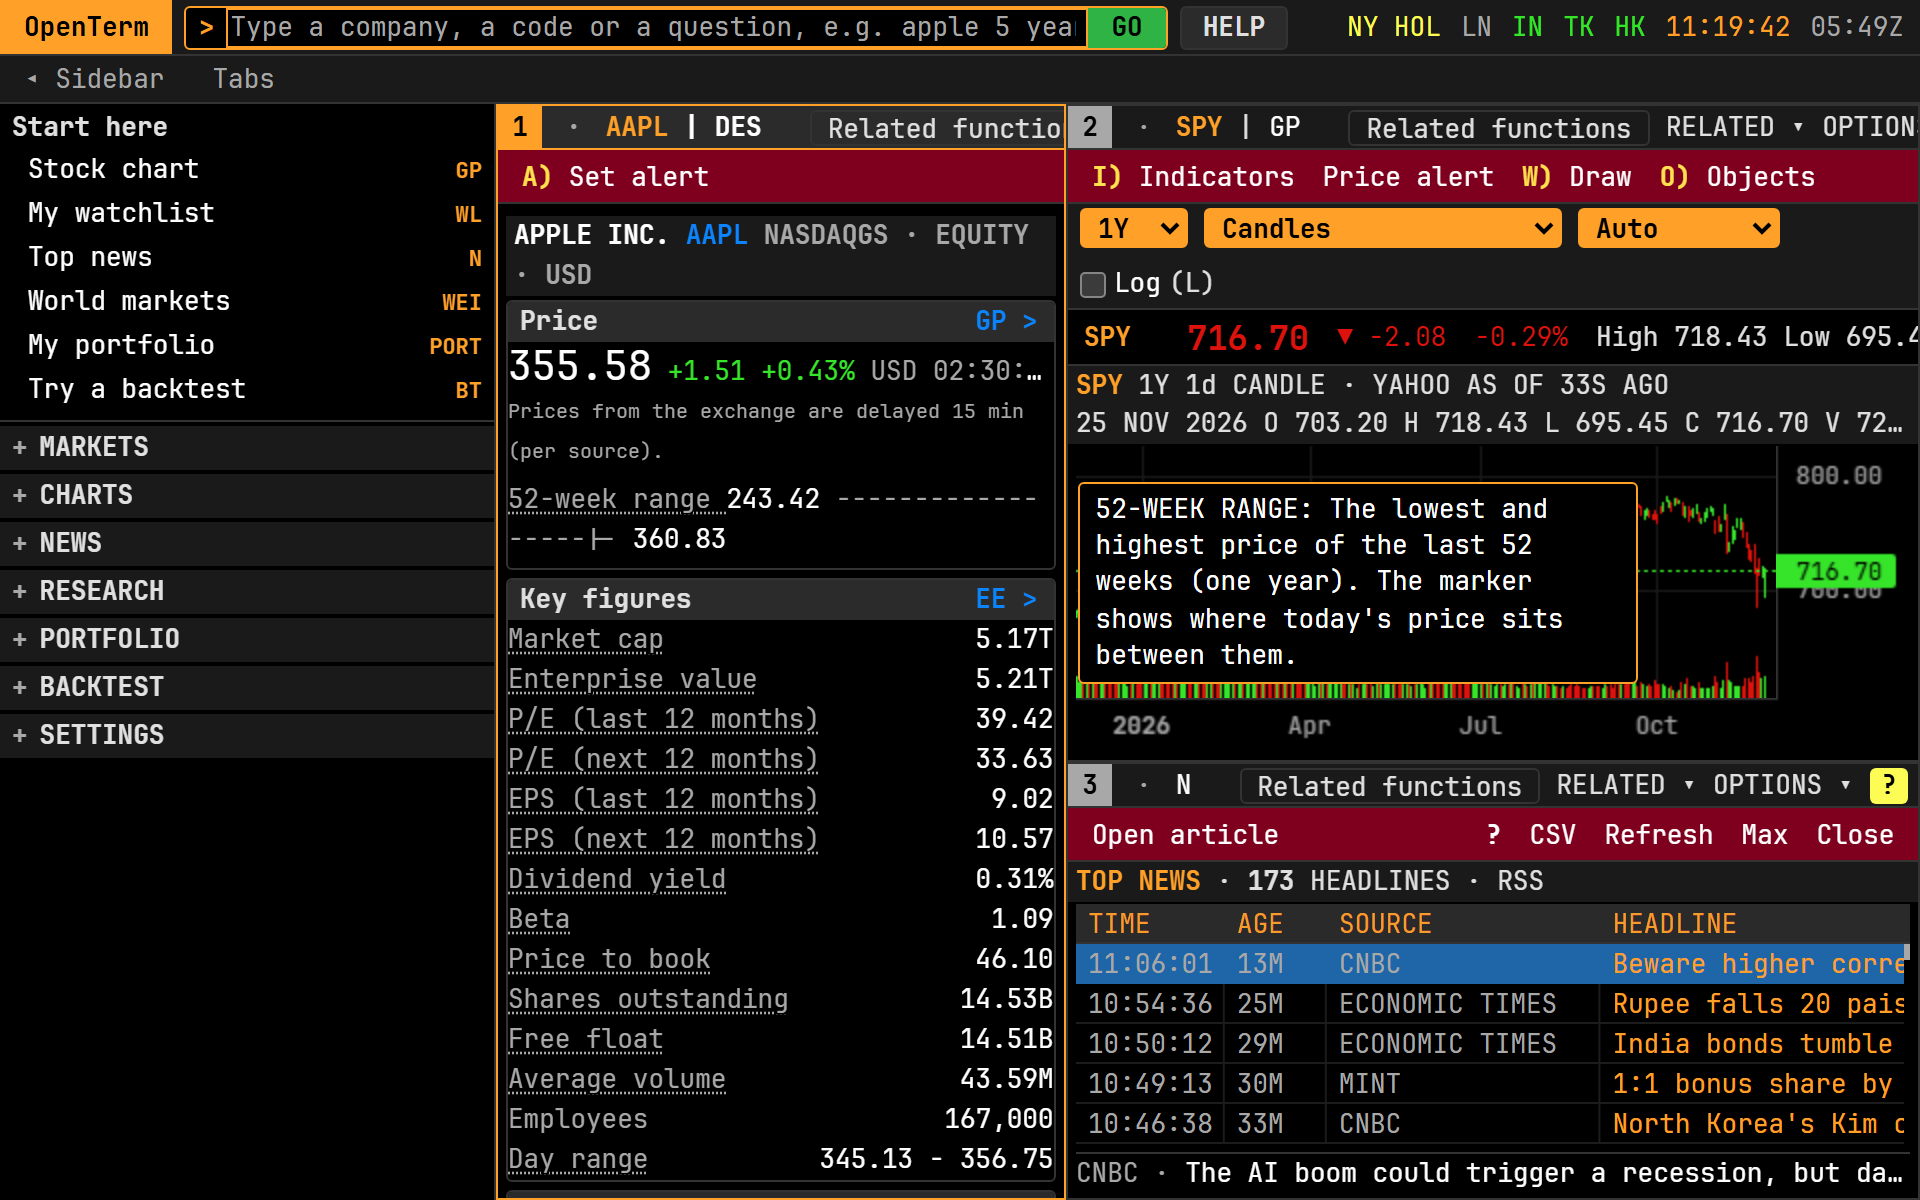 OpenTerm
> Type a company, a code or a question, e.g. apple 5 year
GO
HELP
NY HOL LN IN TK HK 11:19:42 05:49Z
◂ Sidebar
Tabs
Start here
Stock chart GP
My watchlist WL
Top news N
World markets WEI
My portfolio PORT
Try a backtest BT
+ MARKETS
+ CHARTS
+ NEWS
+ RESEARCH
+ PORTFOLIO
+ BACKTEST
+ SETTINGS
1 · AAPL | DES Related functio
A) Set alert
APPLE INC. AAPL NASDAQGS · EQUITY
· USD
Price GP >
355.58 +1.51 +0.43% USD 02:30:…
Prices from the exchange are delayed 15 min
(per source).
52-week range 243.42 -------------
-----|- 360.83
Key figures EE >
Market cap 5.17T
Enterprise value 5.21T
P/E (last 12 months) 39.42
P/E (next 12 months) 33.63
EPS (last 12 months) 9.02
EPS (next 12 months) 10.57
Dividend yield 0.31%
Beta 1.09
Price to book 46.10
Shares outstanding 14.53B
Free float 14.51B
Average volume 43.59M
Employees 167,000
Day range 345.13 - 356.75
2 · SPY | GP Related functions RELATED ▾ OPTION
I) Indicators Price alert W) Draw O) Objects
1Y Candles Auto
Log (L)
SPY 716.70 ▼ -2.08 -0.29% High 718.43 Low 695.4
SPY 1Y 1d CANDLE · YAHOO AS OF 33S AGO
25 NOV 2026 O 703.20 H 718.43 L 695.45 C 716.70 V 72…
800.00
716.70
700.00
52-WEEK RANGE: The lowest and
highest price of the last 52
weeks (one year). The marker
shows where today's price sits
between them.
2026 Apr Jul Oct
3 · N Related functions RELATED ▾ OPTIONS ▾ ?
Open article ? CSV Refresh Max Close
TOP NEWS · 173 HEADLINES · RSS
TIME AGE SOURCE HEADLINE
11:06:01 13M CNBC Beware higher corre
10:54:36 25M ECONOMIC TIMES Rupee falls 20 pais
10:50:12 29M ECONOMIC TIMES India bonds tumble
10:49:13 30M MINT 1:1 bonus share by
10:46:38 33M CNBC North Korea's Kim c
CNBC · The AI boom could trigger a recession, but da…